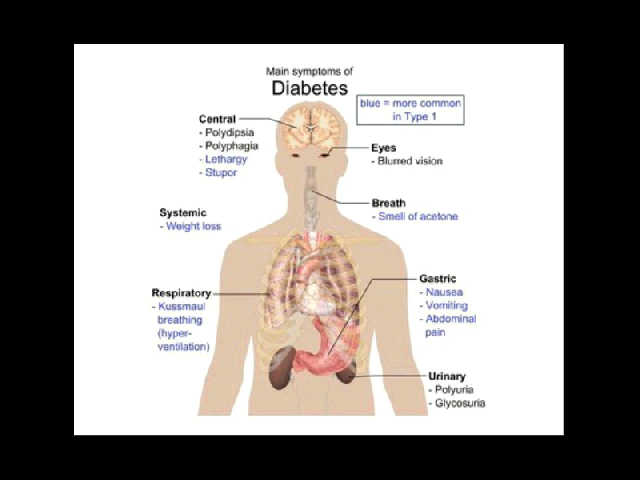 Main symptoms of
Diabetes
blue = more common
in Type 1
Central
- Polydipsia
- Polyphagia
- Lethargy
- Stupor
Eyes
- Blurred vision
Breath
- Smell of acetone
Systemic
- Weight loss
Respiratory
- Kussmaul
breathing
(hyper-
ventilation)
Gastric
- Nausea
- Vomiting
- Abdominal
pain
Urinary
- Polyuria
- Glycosuria